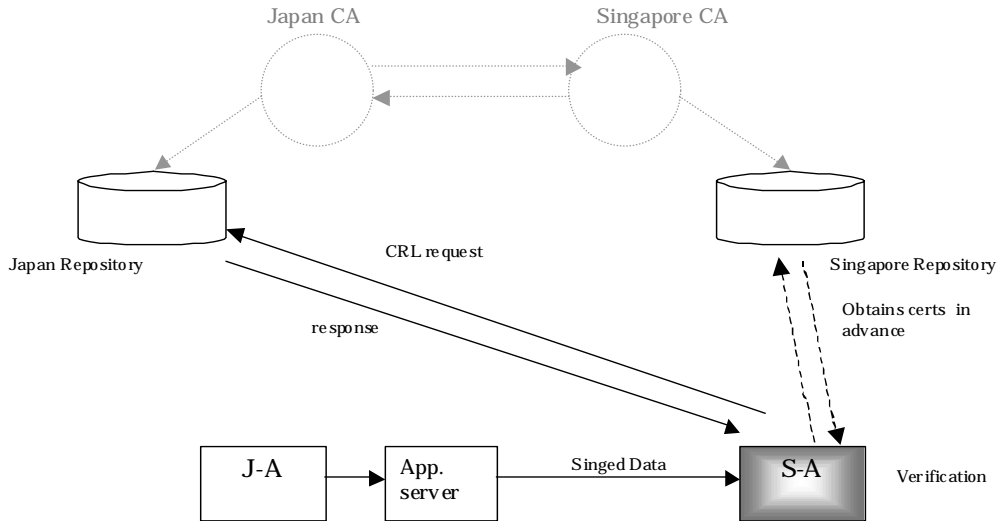 Japan CA
Singapore CA
CRL request
Japan Repository
Singapore Repository
response
Obtains certs in
advance
J-A
App.
server
Singed Data
S-A
Verification